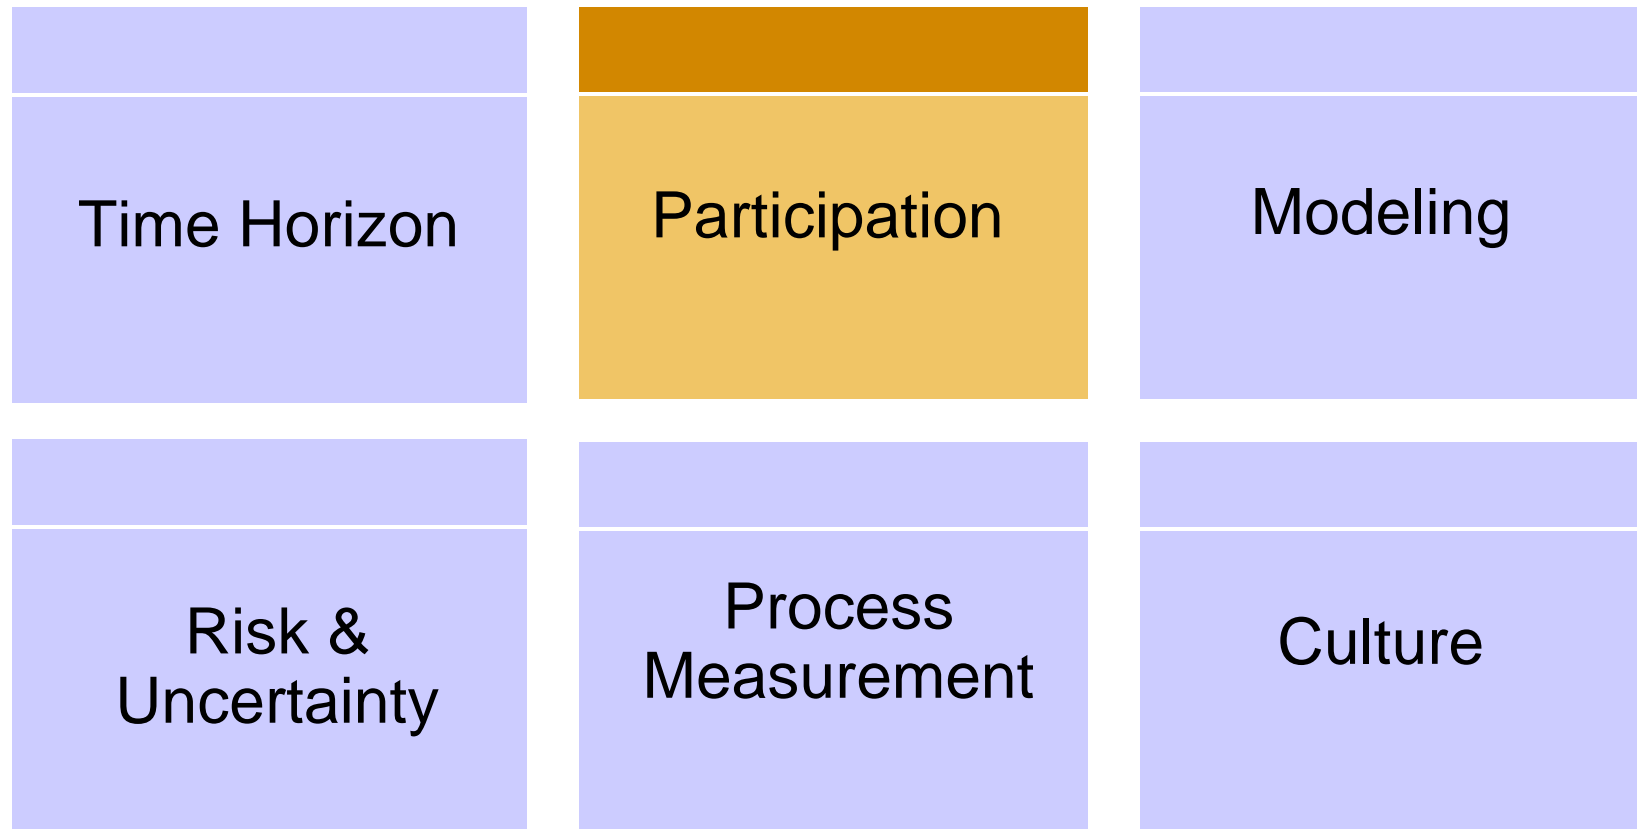 Time Horizon
Participation
Modeling
Risk &
Uncertainty
Process
Measurement
Culture